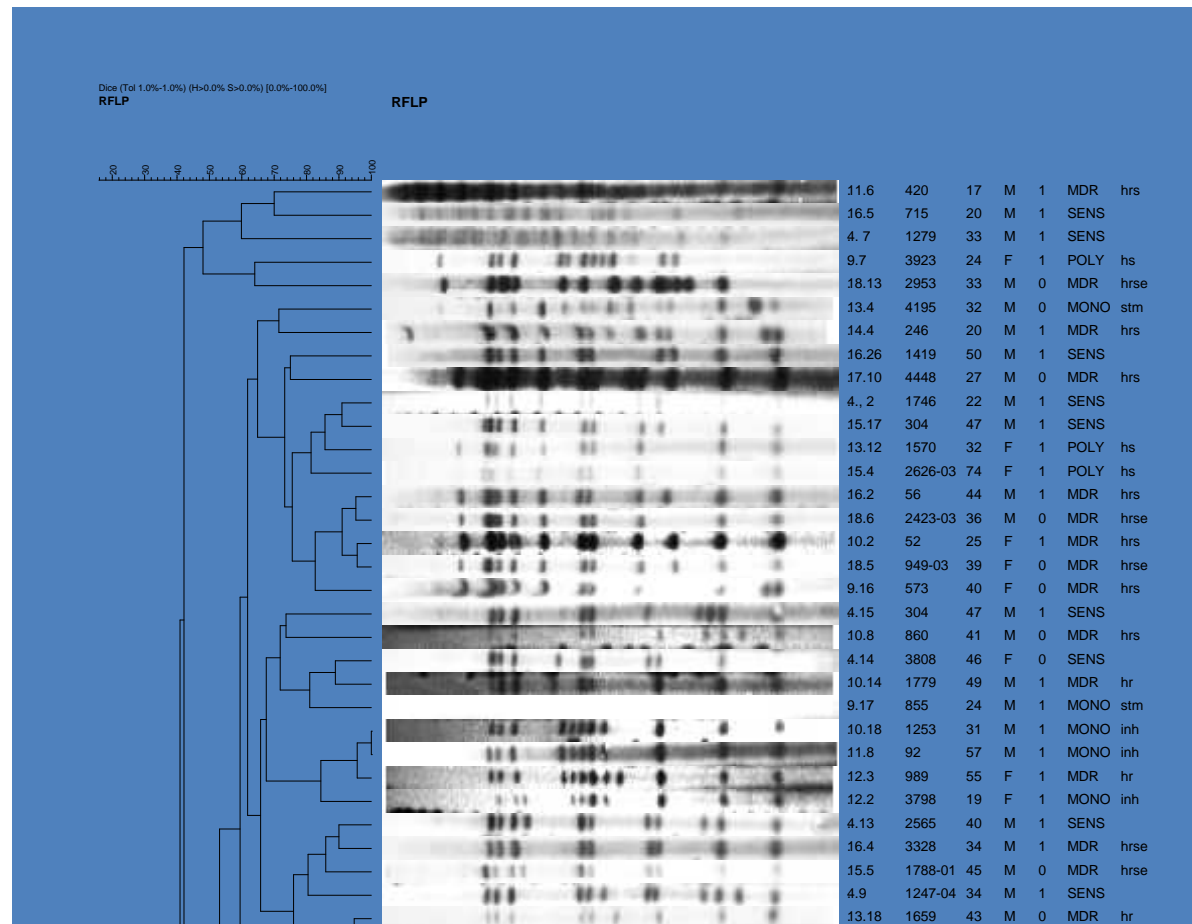 Dice (Tol 1.0%-1.0%) (H>0.0% S>0.0%) [0.0%-100.0%]
RFLP RFLP
20 30 40 50 60 70 80 90 100
11.6 420 17 M 1 MDR hrs
16.5 715 20 M 1 SENS
4. 7 1279 33 M 1 SENS
9.7 3923 24 F 1 POLY hs
18.13 2953 33 M 0 MDR hrse
13.4 4195 32 M 0 MONO stm
14.4 246 20 M 1 MDR hrs
16.26 1419 50 M 1 SENS
17.10 4448 27 M 0 MDR hrs
4., 2 1746 22 M 1 SENS
15.17 304 47 M 1 SENS
13.12 1570 32 F 1 POLY hs
15.4 2626-03 74 F 1 POLY hs
16.2 56 44 M 1 MDR hrs
18.6 2423-03 36 M 0 MDR hrse
10.2 52 25 F 1 MDR hrs
18.5 949-03 39 F 0 MDR hrse
9.16 573 40 F 0 MDR hrs
4.15 304 47 M 1 SENS
10.8 860 41 M 0 MDR hrs
4.14 3808 46 F 0 SENS
10.14 1779 49 M 1 MDR hr
9.17 855 24 M 1 MONO stm
10.18 1253 31 M 1 MONO inh
11.8 92 57 M 1 MONO inh
12.3 989 55 F 1 MDR hr
12.2 3798 19 F 1 MONO inh
4.13 2565 40 M 1 SENS
16.4 3328 34 M 1 MDR hrse
15.5 1788-01 45 M 0 MDR hrse
4.9 1247-04 34 M 1 SENS
13.18 1659 43 M 0 MDR hr